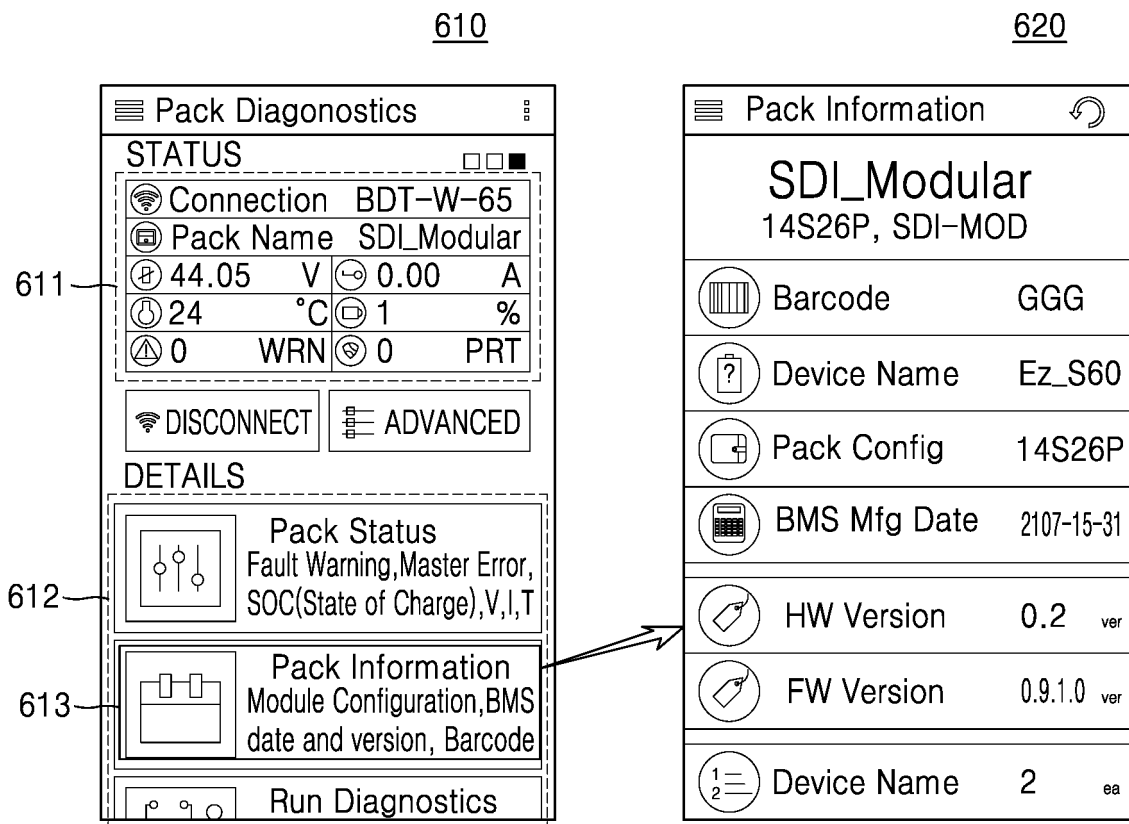 610
620
Pack Diagonostics
STATUS
Connection BDT-W-65
Pack Name SDI_Modular
611
44.05 V 0.00 A
24 °C 1 %
0 WRN 0 PRT
DISCONNECT ADVANCED
DETAILS
612
Pack Status
Fault Warning,Master Error,
SOC(State of Charge),V,I,T
613
Pack Information
Module Configuration,BMS
date and version, Barcode
Run Diagnostics
Pack Information
SDI_Modular
14S26P, SDI-MOD
Barcode GGG
? Device Name Ez_S60
Pack Config 14S26P
BMS Mfg Date 2107-15-31
HW Version 0.2 ver
FW Version 0.9.1.0 ver
1 2 Device Name 2 ea